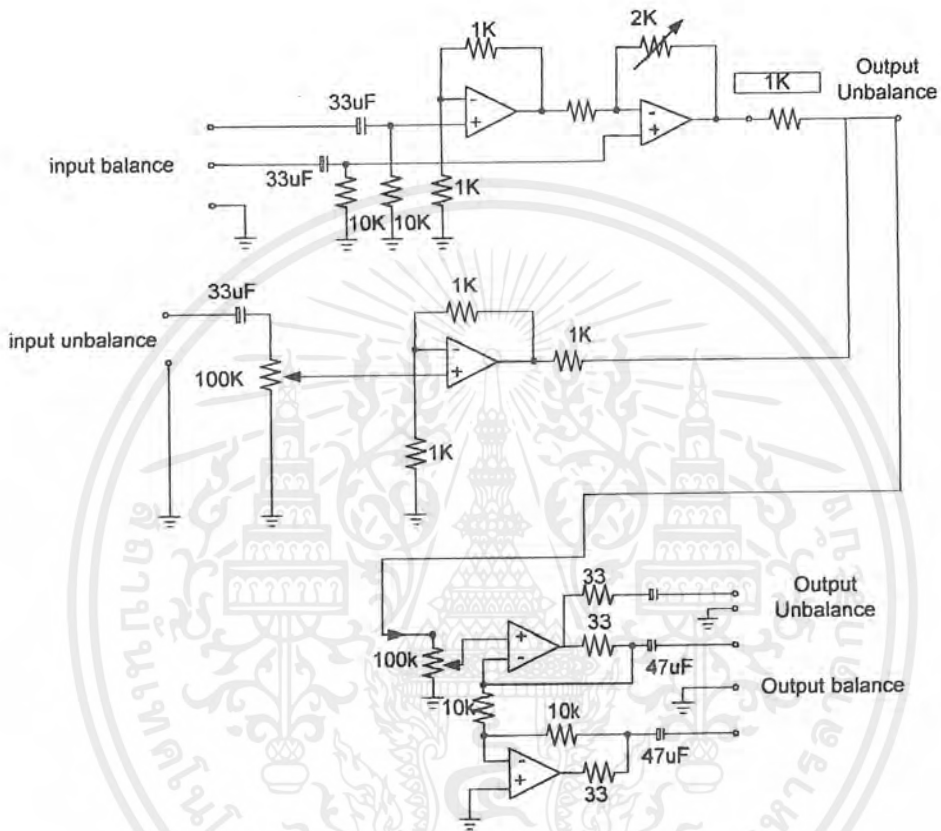 1K
2K
1K
Output
Unbalance
33uF
input balance
33uF
10K
10K
1K
33uF
1K
input unbalance
1K
100K
1K
33
Output
Unbalance
33
100k
47uF
10k
Output balance
10k
47uF
33